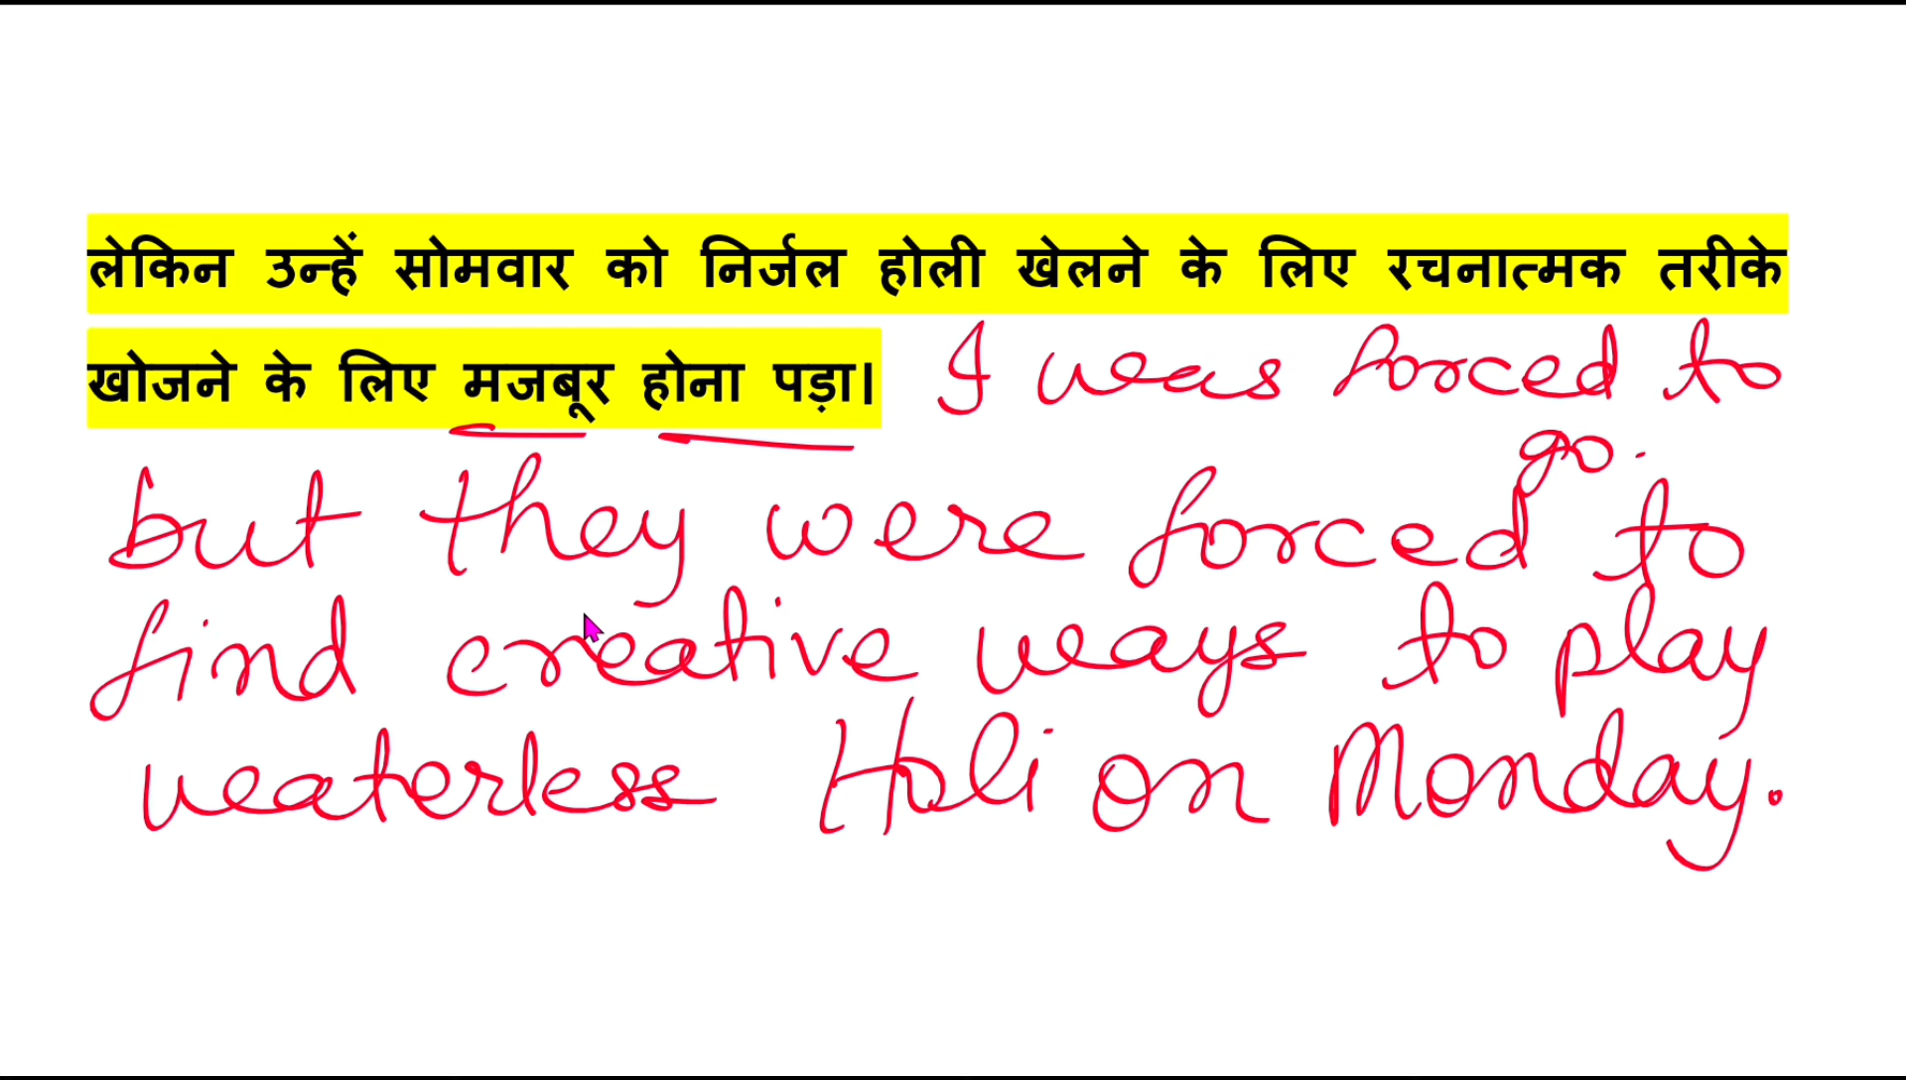 लेकिन उन्हें सोमवार को निर्जल होली खेलने के लिए रचनात्मक तरीके
खोजने के लिए मजबूर होना पड़ा। I was forced to
go.
but they were forced to
find creative ways to play
waterless Holi on Monday.